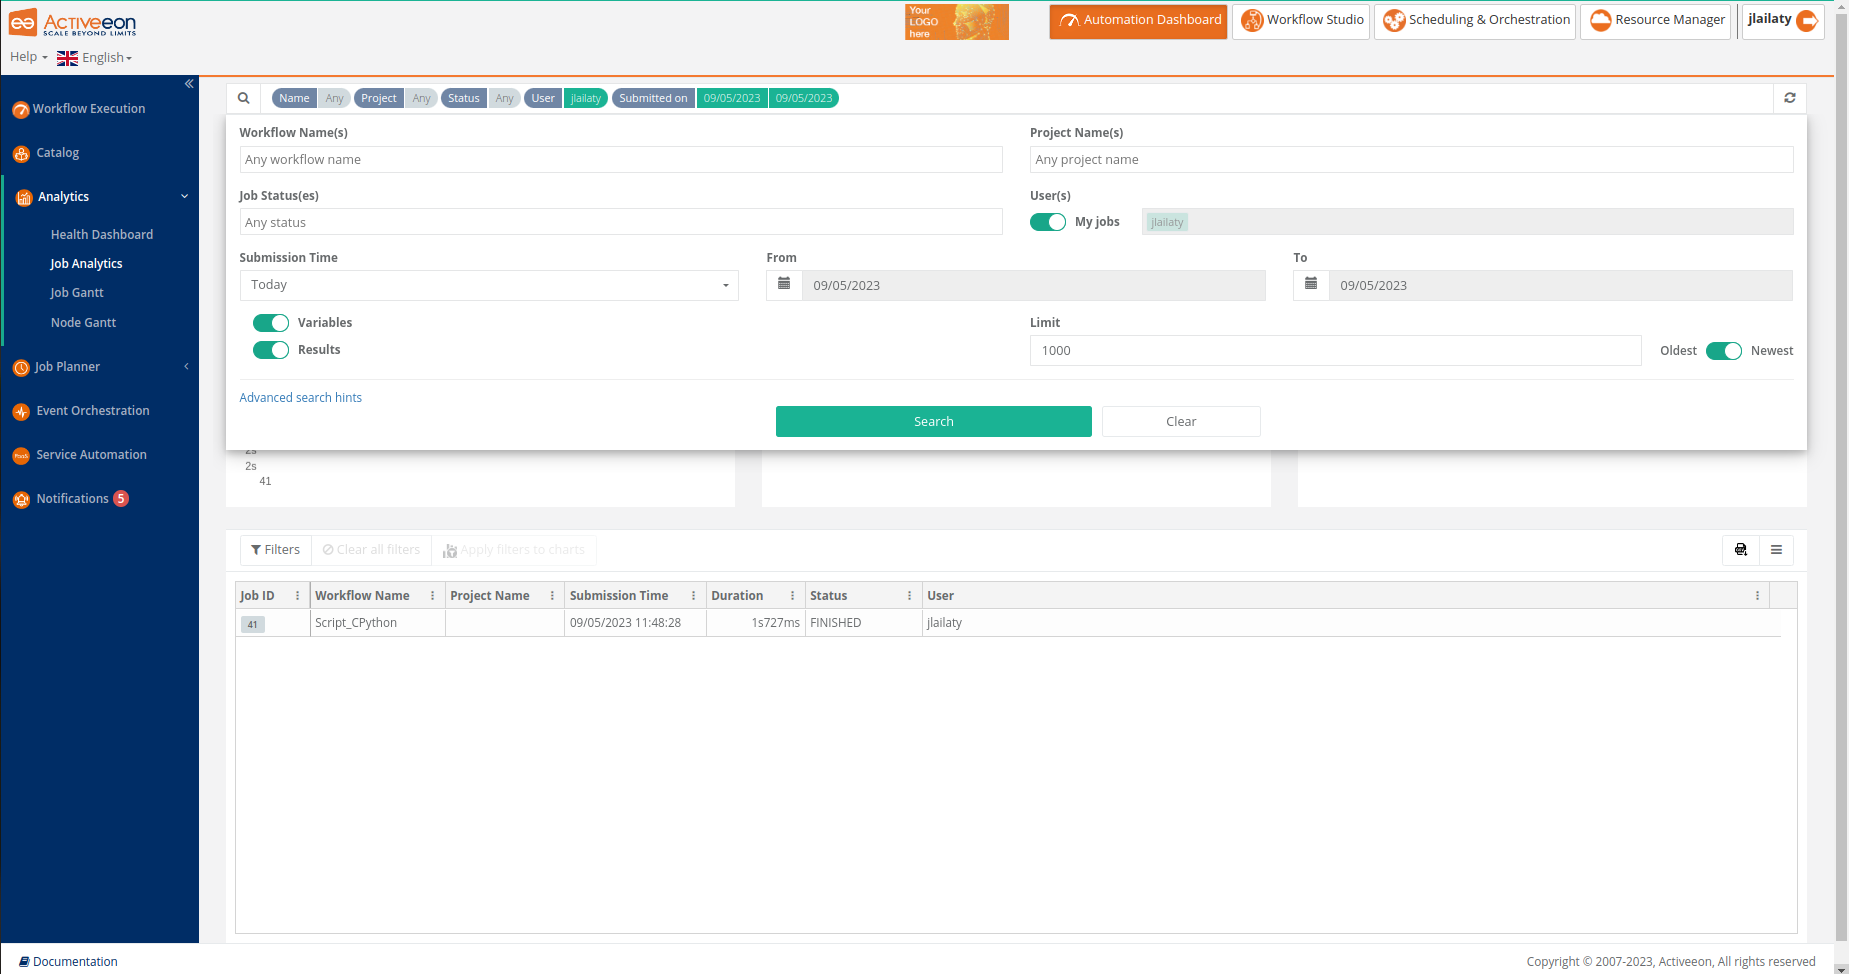 Activeeon
SCALE BEYOND LIMITS
Your
LOGO
here
Automation Dashboard
Workflow Studio
Scheduling & Orchestration
Resource Manager
jlailaty
Help
English
Workflow Execution
Catalog
Analytics
Health Dashboard
Job Analytics
Job Gantt
Node Gantt
Job Planner
Event Orchestration
Service Automation
Notifications 5
Name Any Project Any Status Any User jlailaty Submitted on 09/05/2023 09/05/2023
Workflow Name(s) Project Name(s)
Any workflow name Any project name
Job Status(es) User(s)
Any status My jobs jlailaty
Submission Time From To
Today 09/05/2023 09/05/2023
Variables Limit
Results 1000 Oldest Newest
Advanced search hints
Search Clear
2s
2s
41
Filters Clear all filters Apply filters to charts
Job ID Workflow Name Project Name Submission Time Duration Status User
41 Script_CPython 09/05/2023 11:48:28 1s727ms FINISHED jlailaty
Documentation Copyright © 2007-2023, Activeeon, All rights reserved